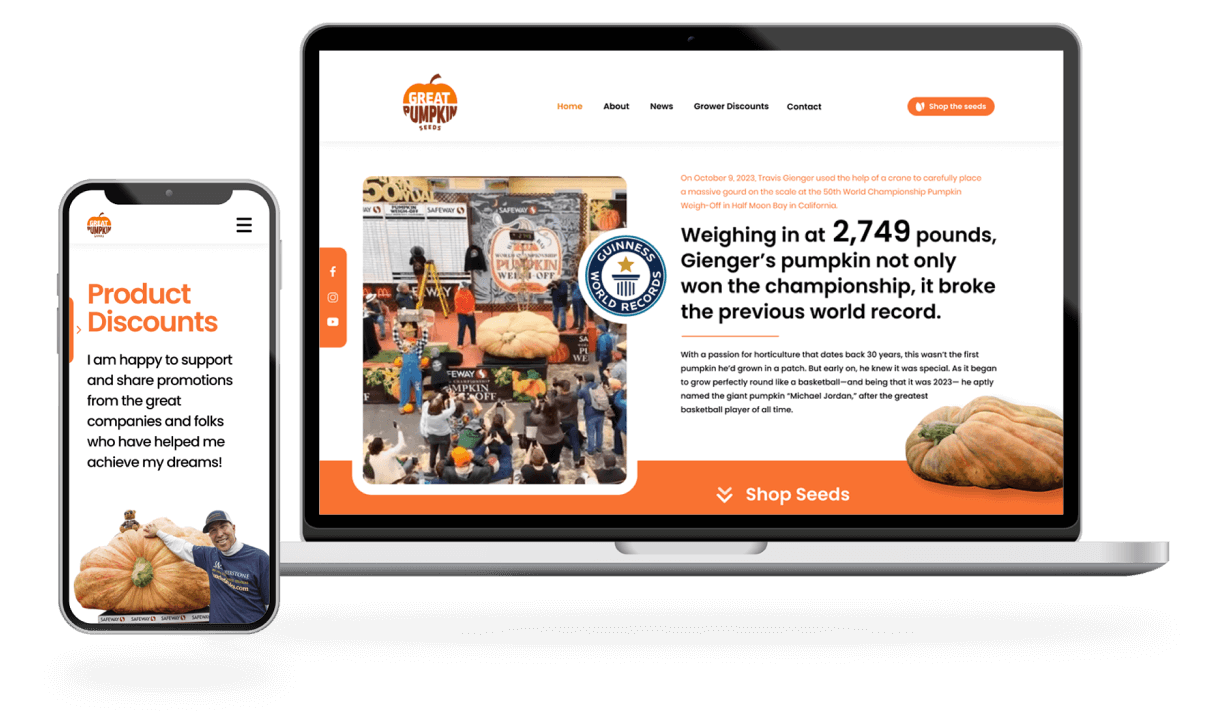 GREAT
PUMPKIN
SEEDS
Home
About
News
Grower Discounts
Contact
Shop the seeds
On October 9, 2023, Travis Gienger used the help of a crane to carefully place
a massive gourd on the scale at the 50th World Championship Pumpkin
Weigh-Off in Half Moon Bay in California.
Weighing in at 2,749 pounds,
Gienger’s pumpkin not only
won the championship, it broke
the previous world record.
With a passion for horticulture that dates back 30 years, this wasn’t the first
pumpkin he’d grown in a patch. But early on, he knew it was special. As it began
to grow perfectly round like a basketball—and being that it was 2023— he aptly
named the giant pumpkin “Michael Jordan,” after the greatest
basketball player of all time.
GUINNESS
WORLD RECORDS
SAFEWAY
SAFEWAY
PUMPKIN
WEIGH-OFF
Shop Seeds
GREAT
PUMPKIN
SEEDS
Product
Discounts
I am happy to support
and share promotions
from the great
companies and folks
who have helped me
achieve my dreams!
SAFEWAY SAFEWAY SAFEWAY